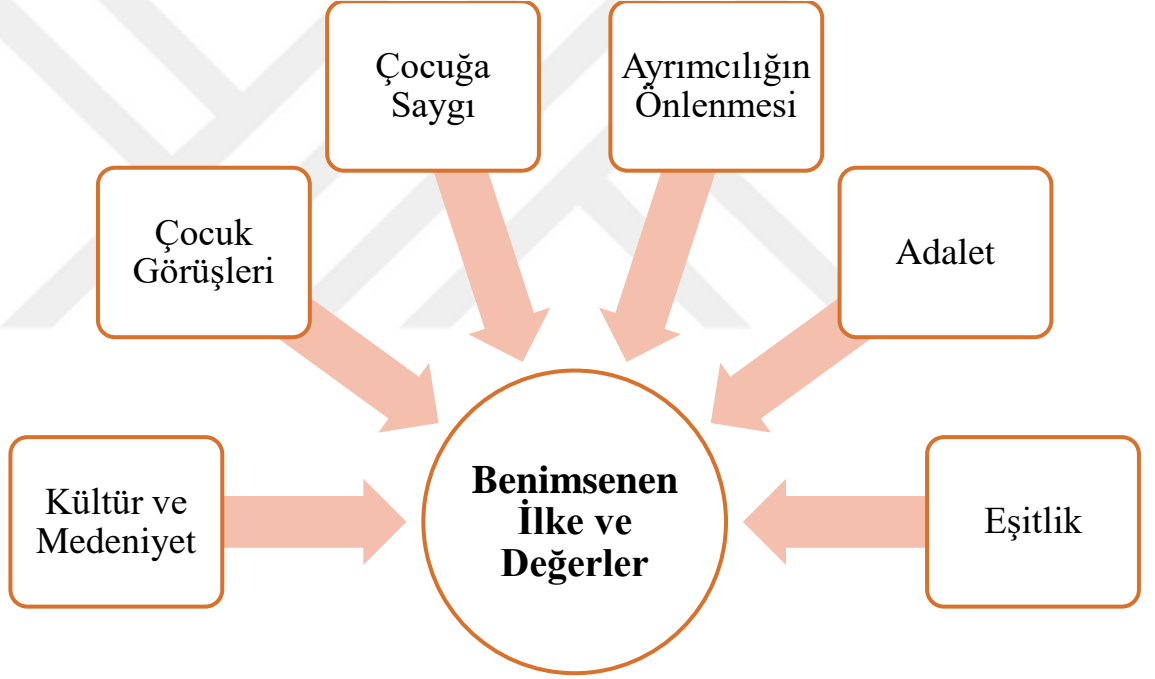 Çocuğa
Saygı
Ayrımcılığın
Önlenmesi
Çocuk
Görüşleri
Adalet
Kültür ve
Medeniyet
Benimsenen
İlke ve
Değerler
Eşitlik